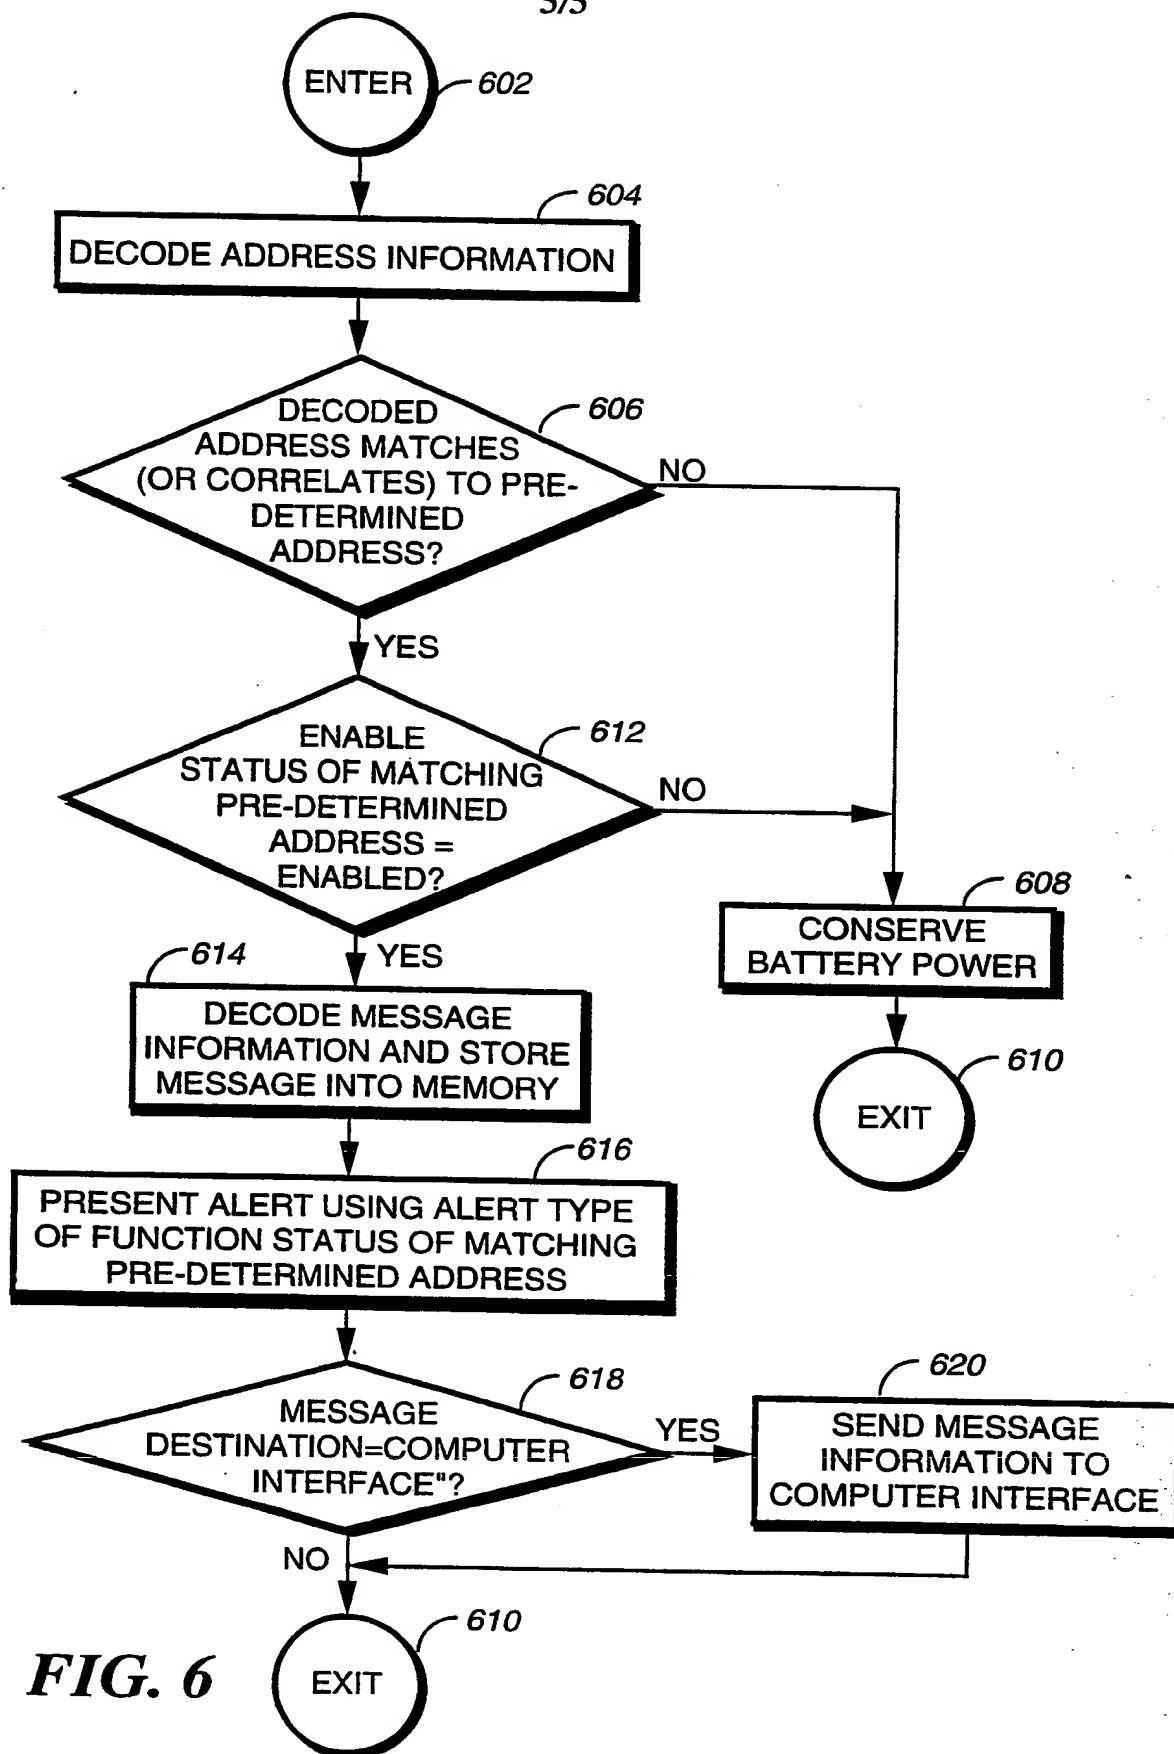 5/5
ENTER
602
604
DECODE ADDRESS INFORMATION
606
DECODED
ADDRESS MATCHES
(OR CORRELATES) TO PRE-
DETERMINED
ADDRESS?
NO
YES
612
ENABLE
STATUS OF MATCHING
PRE-DETERMINED
ADDRESS =
ENABLED?
NO
608
CONSERVE
BATTERY POWER
YES
614
DECODE MESSAGE
INFORMATION AND STORE
MESSAGE INTO MEMORY
610
EXIT
616
PRESENT ALERT USING ALERT TYPE
OF FUNCTION STATUS OF MATCHING
PRE-DETERMINED ADDRESS
618
MESSAGE
DESTINATION=COMPUTER
INTERFACE"?
YES
620
SEND MESSAGE
INFORMATION TO
COMPUTER INTERFACE
NO
610
EXIT
FIG. 6